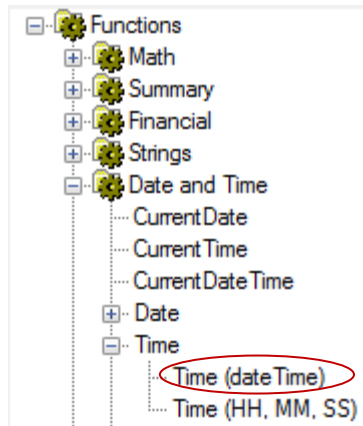 Functions
Math
Summary
Financial
Strings
Date and Time
CurrentDate
CurrentTime
CurrentDateTime
Date
Time
Time (dateTime)
Time (HH, MM, SS)